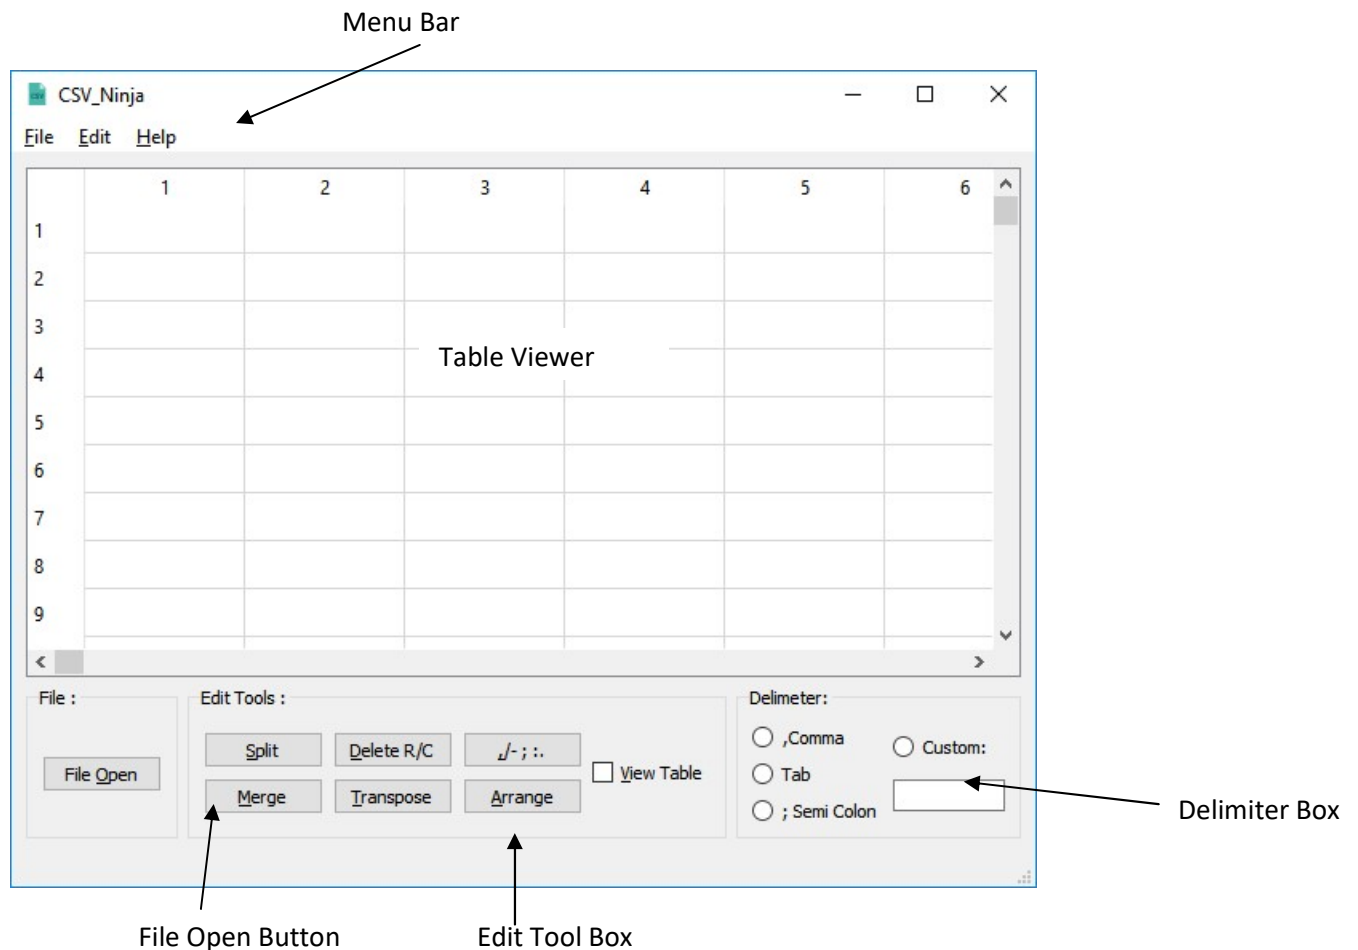 Menu Bar
CSV_Ninja
File Edit Help
1 2 3 4 5 6
1
2
3
Table Viewer
4
5
6
7
8
9
File : Edit Tools : Delimeter:
Split Delete R/C ,/- ; :. ,Comma Custom:
File Open View Table Tab
Merge Transpose Arrange ; Semi Colon
Delimiter Box
File Open Button Edit Tool Box